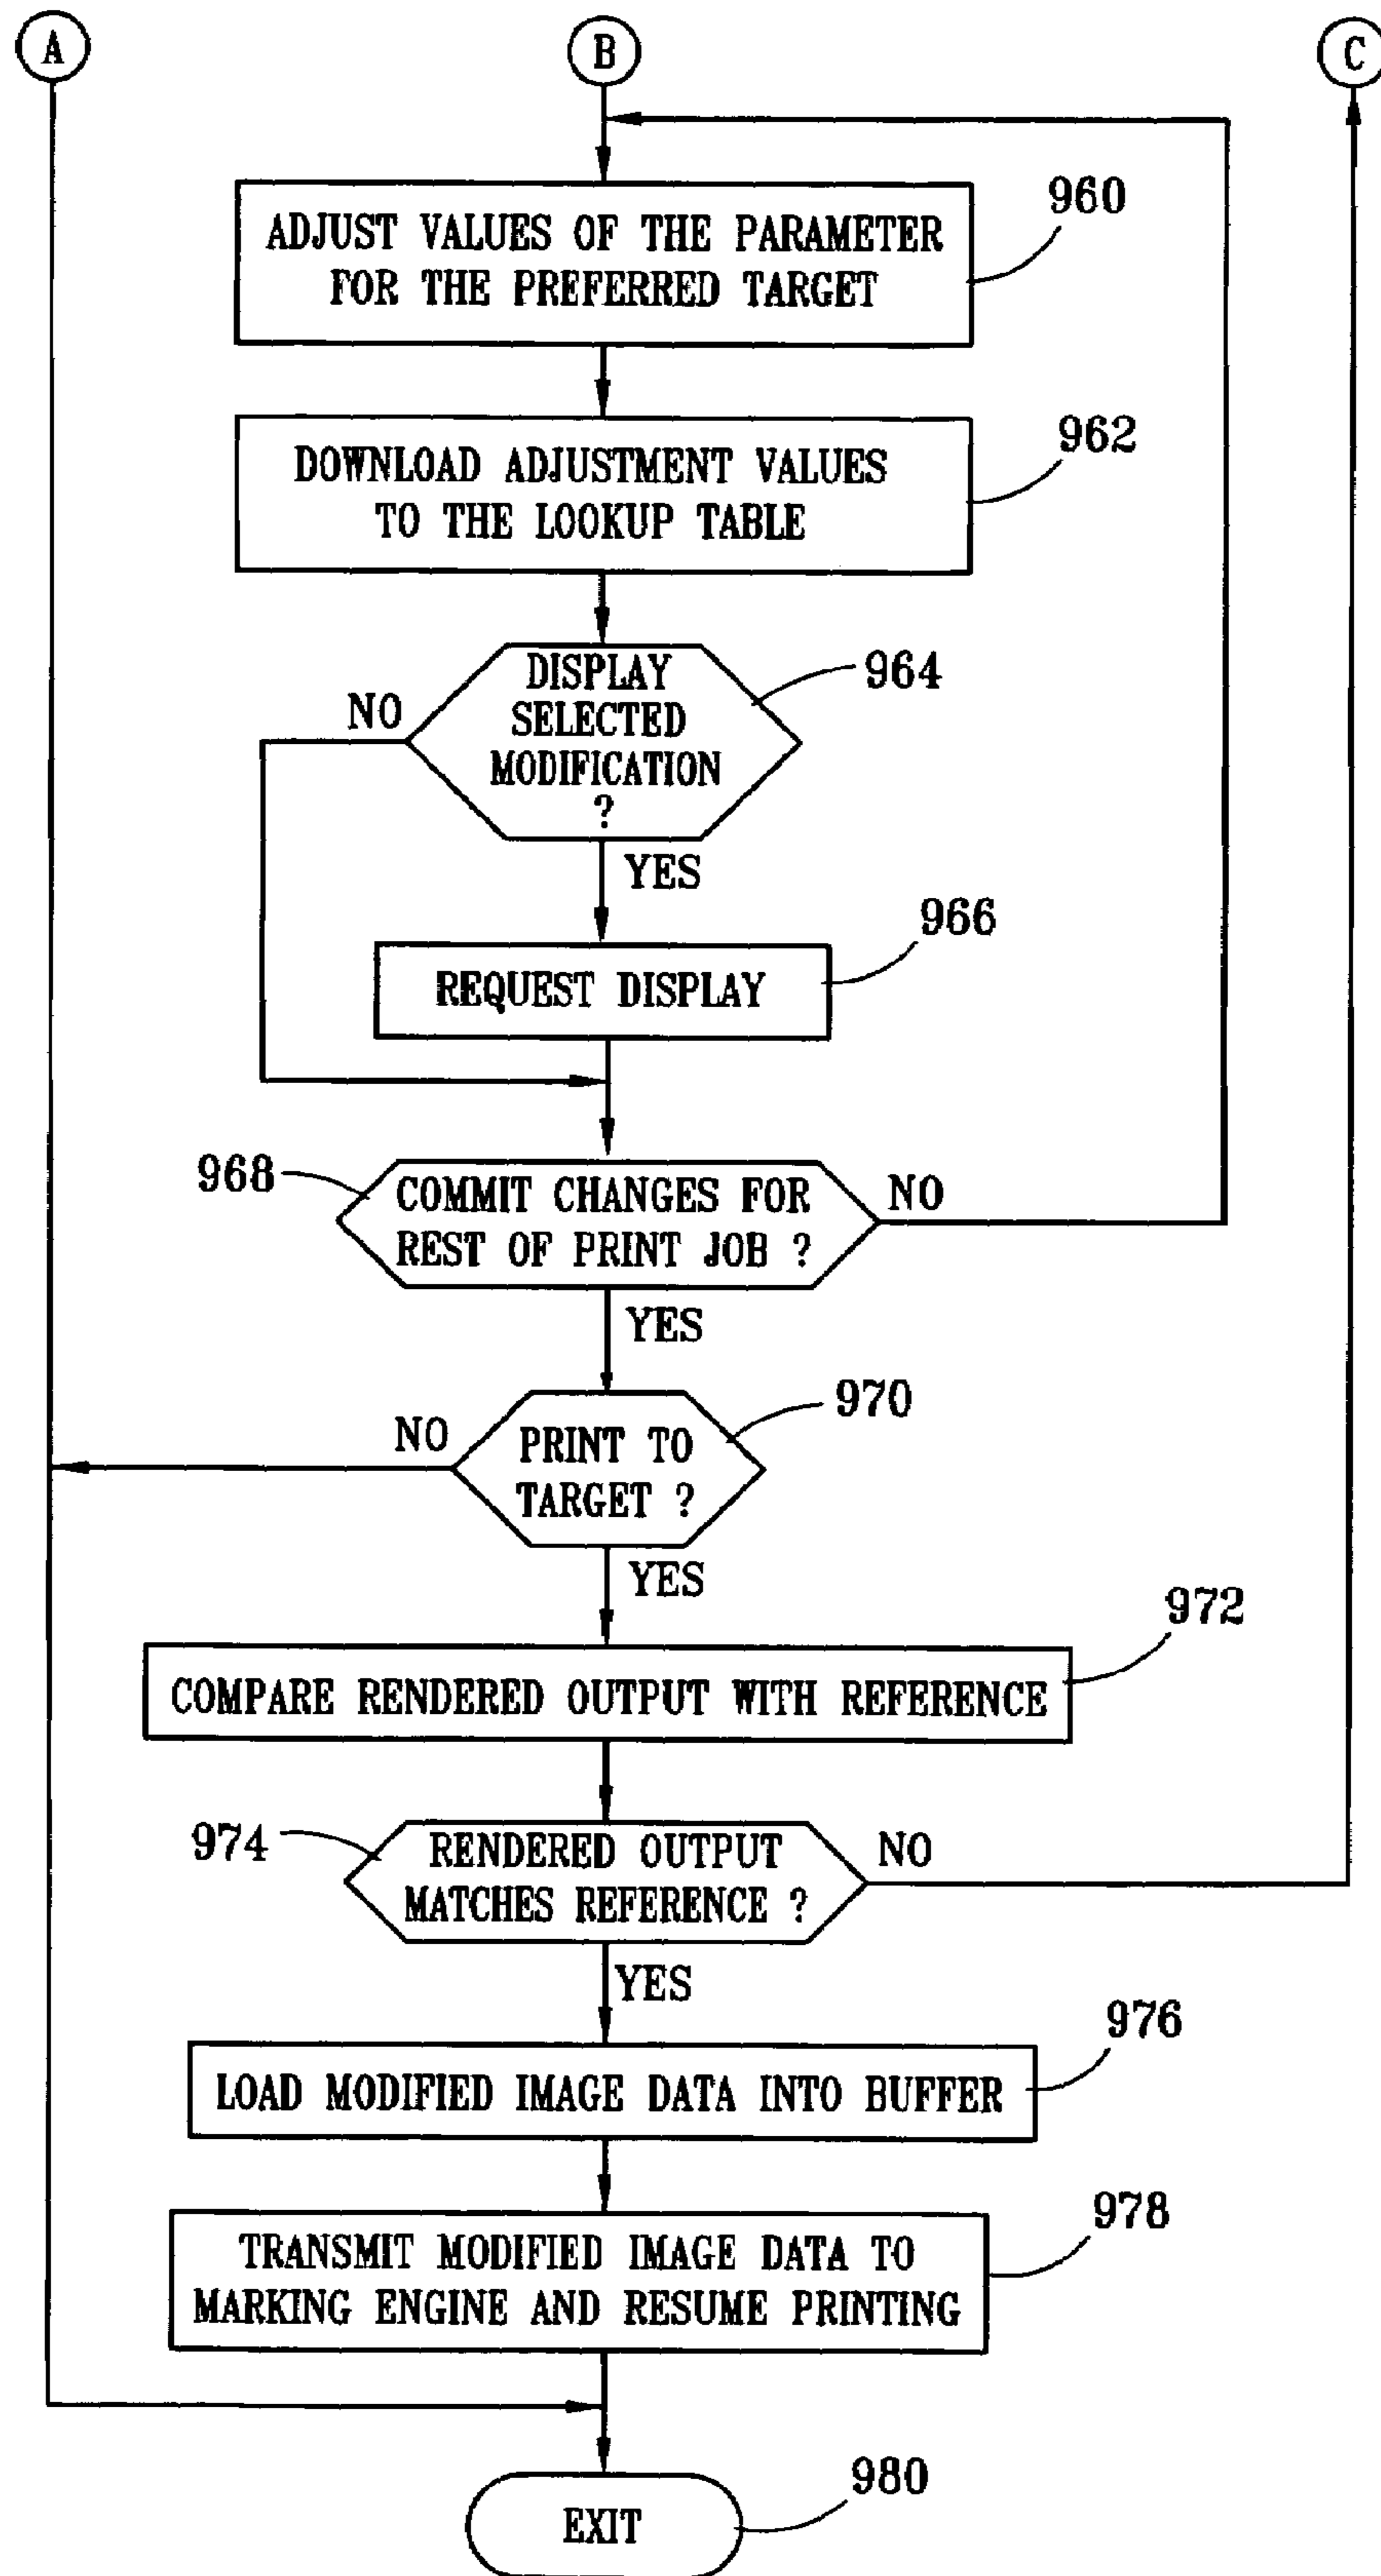 A
B
C
ADJUST VALUES OF THE PARAMETER
FOR THE PREFERRED TARGET
960
DOWNLOAD ADJUSTMENT VALUES
TO THE LOOKUP TABLE
962
DISPLAY
SELECTED
MODIFICATION
?
964
NO
YES
REQUEST DISPLAY
966
968
COMMIT CHANGES FOR
REST OF PRINT JOB ?
NO
YES
970
NO
PRINT TO
TARGET ?
YES
972
COMPARE RENDERED OUTPUT WITH REFERENCE
974
RENDERED OUTPUT
MATCHES REFERENCE ?
NO
YES
976
LOAD MODIFIED IMAGE DATA INTO BUFFER
978
TRANSMIT MODIFIED IMAGE DATA TO
MARKING ENGINE AND RESUME PRINTING
980
EXIT